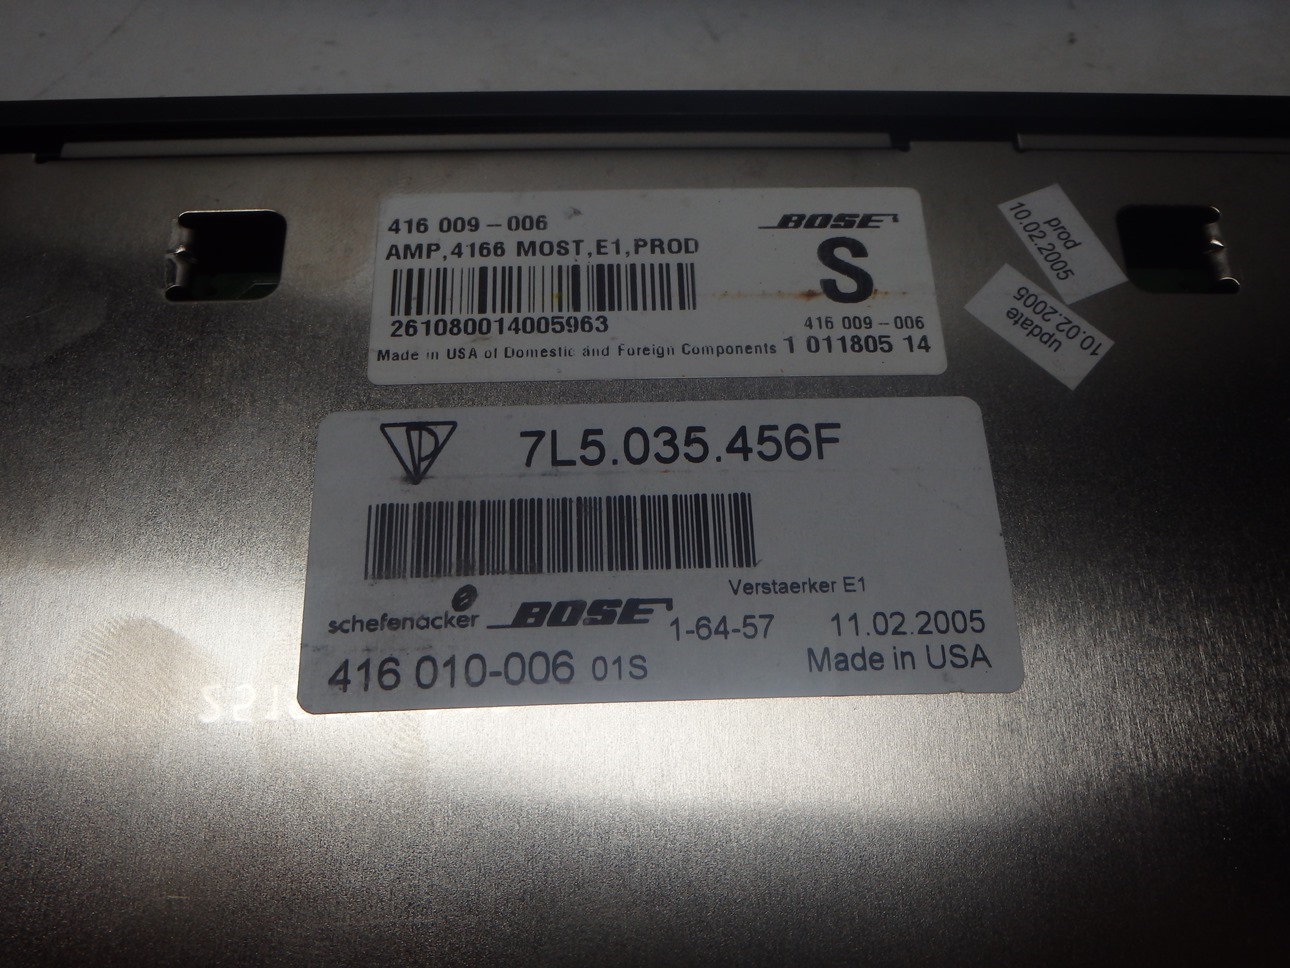 416 009-006
BOSE
AMP,4166 MOST,E1,PROD
S
261080014005963
416 009-006
Made in USA of Domestic and Foreign Components 1 011805 14
prod
10.02.2005
update
10.02.2005
7L5.035.456F
Verstaerker E1
schefenacker BOSE 1-64-57 11.02.2005
416 010-006 01S Made in USA